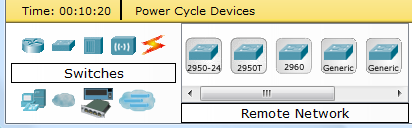 Time: 00:10:20 Power Cycle Devices
2950-24 2950T 2960 Generic Generic
Switches
Remote Network